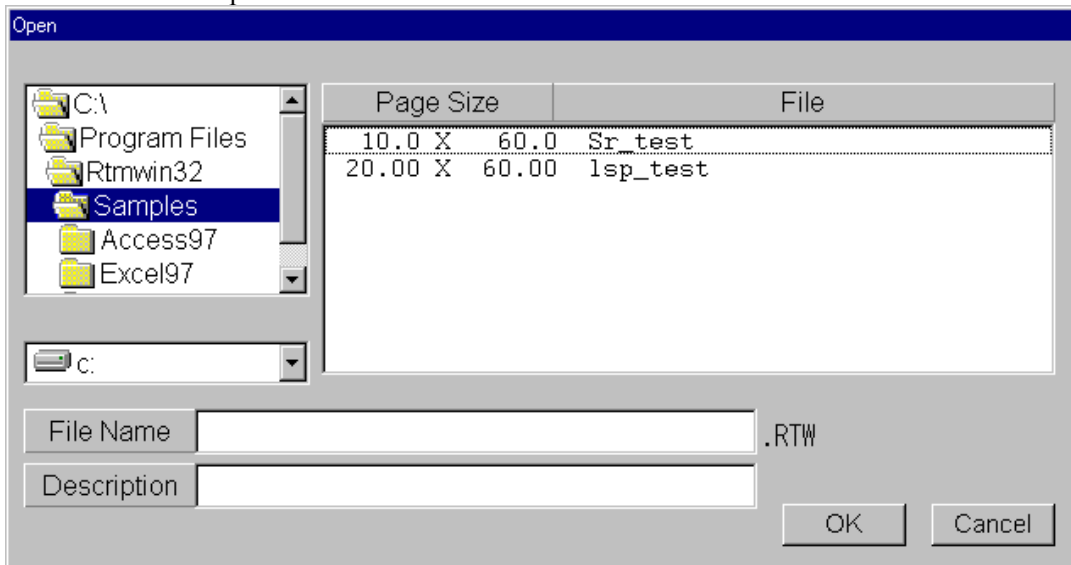 Open
C:\
Program Files
Rtmwin32
Samples
Access97
Excel97
c:
Page Size File
10.0 X 60.0 Sr_test
20.00 X 60.00 lsp_test
File Name .RTW
Description
OK Cancel